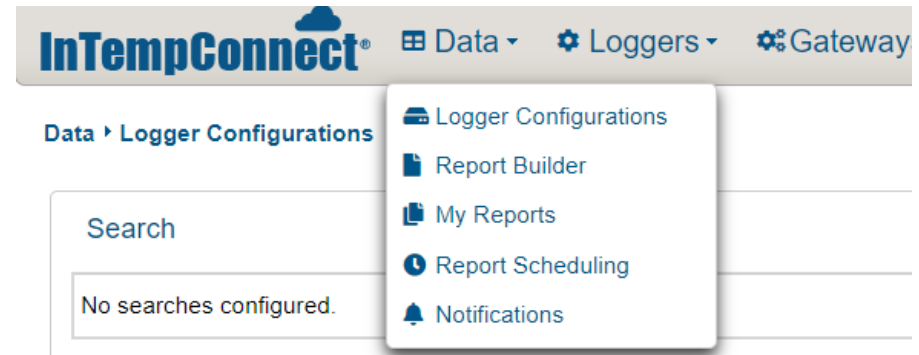 InTempConnect® Data Loggers Gateways
Data Logger Configurations
Logger Configurations
Report Builder
My Reports
Report Scheduling
Notifications
Search
No searches configured.